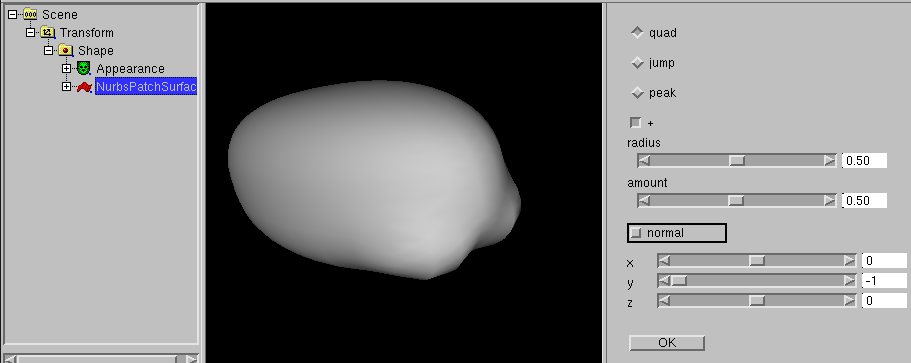 Scene
Transform
Shape
Appearance
NurbsPatchSurfac
quad
jump
peak
+
radius
0.50
amount
0.50
normal
x 0
y -1
z 0
OK